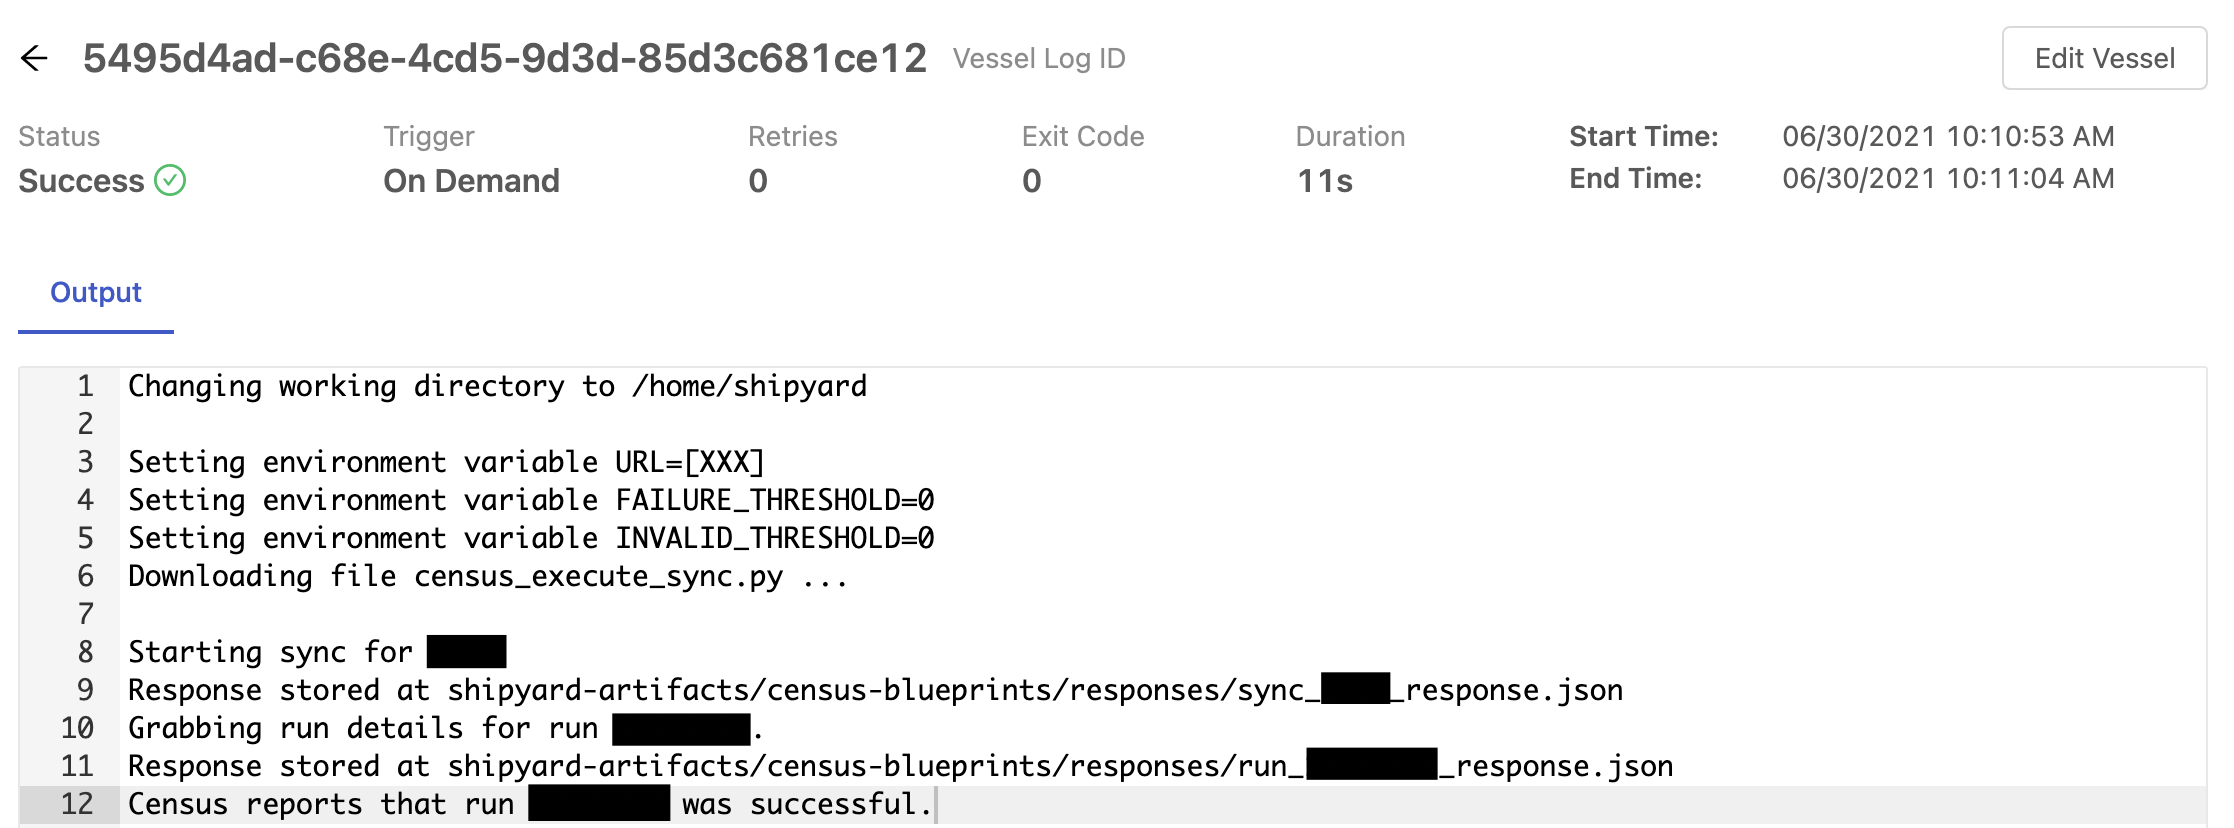 5495d4ad-c68e-4cd5-9d3d-85d3c681ce12 Vessel Log ID Edit Vessel
Status Trigger Retries Exit Code Duration Start Time: 06/30/2021 10:10:53 AM
Success On Demand 0 0 11s End Time: 06/30/2021 10:11:04 AM
Output
1 Changing working directory to /home/shipyard
2
3 Setting environment variable URL=[XXX]
4 Setting environment variable FAILURE_THRESHOLD=0
5 Setting environment variable INVALID_THRESHOLD=0
6 Downloading file census_execute_sync.py ...
7
8 Starting sync for
9 Response stored at shipyard-artifacts/census-blueprints/responses/sync_ _response.json
10 Grabbing run details for run .
11 Response stored at shipyard-artifacts/census-blueprints/responses/run_ _response.json
12 Census reports that run was successful.